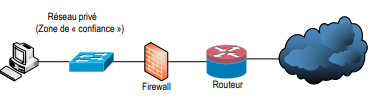 Réseau privé
(Zone de « confiance »)
Firewall
Routeur